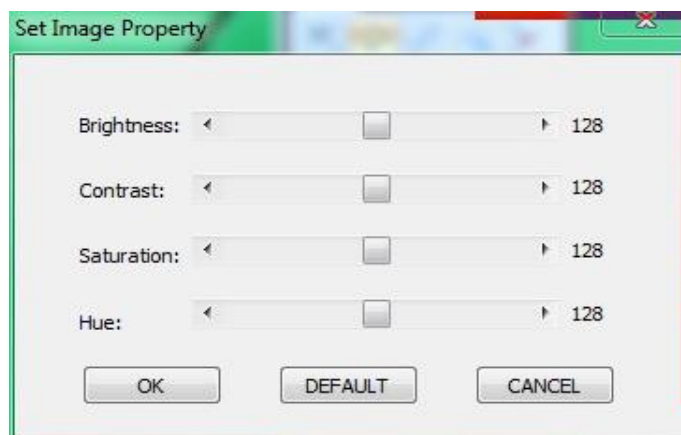 Set Image Property
Brightness: 128
Contrast: 128
Saturation: 128
Hue: 128
OK DEFAULT CANCEL